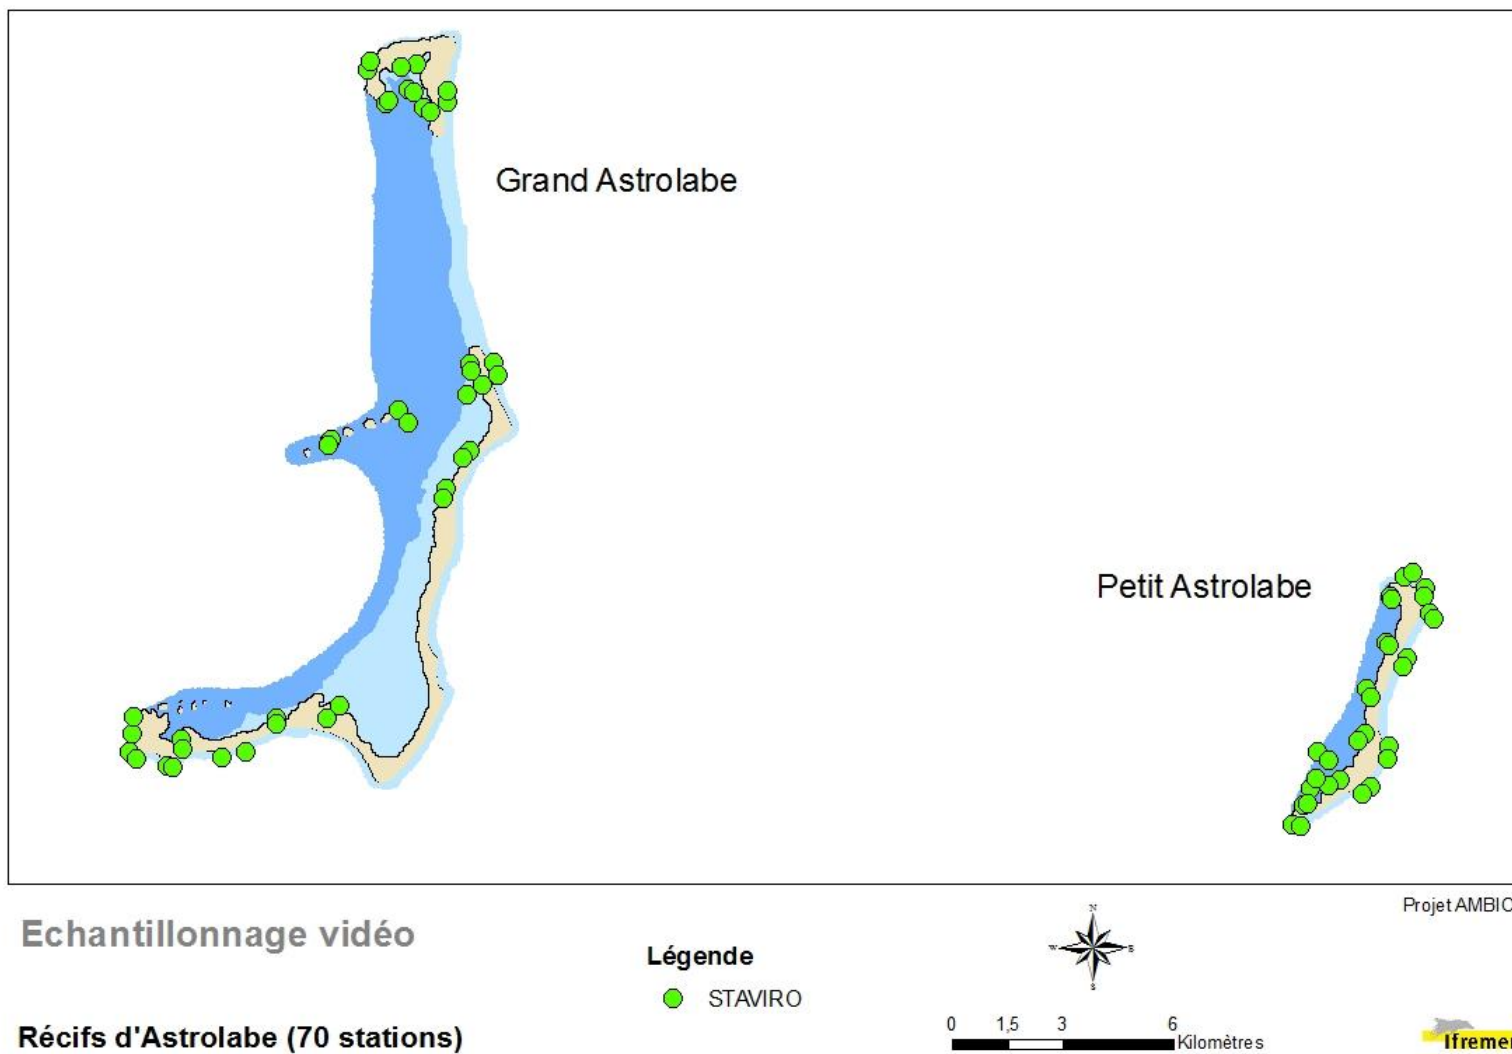 Grand Astrolabe
Petit Astrolabe
Projet AMBIO
Echantillonnage vidéo
Légende
STAVIRO
N
W
E
S
0 1,5 3 6
Kilomètres
Récifs d'Astrolabe (70 stations)
Ifremer